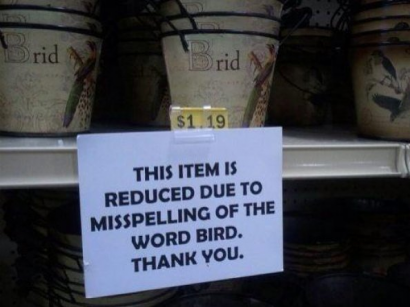 Brid
Brid
$1 19
THIS ITEM IS
REDUCED DUE TO
MISSPELLING OF THE
WORD BIRD.
THANK YOU.